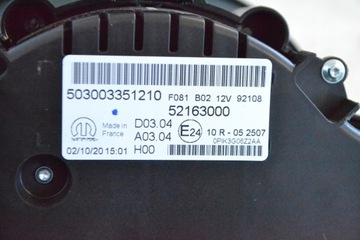 503003351210 F081 B02 12V 92108
52163000
Made in France
D03.04
A03.04
E24
10 R - 05 2507
0PIK3G06Z2AA
02/10/20 15:01 H00